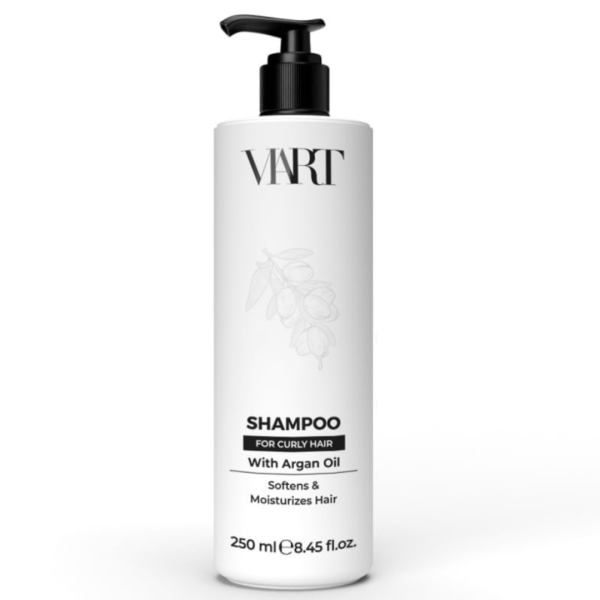 VIART
SHAMPOO
FOR CURLY HAIR
With Argan Oil
Softens &
Moisturizes Hair
250 ml ℮ 8.45 fl.oz.